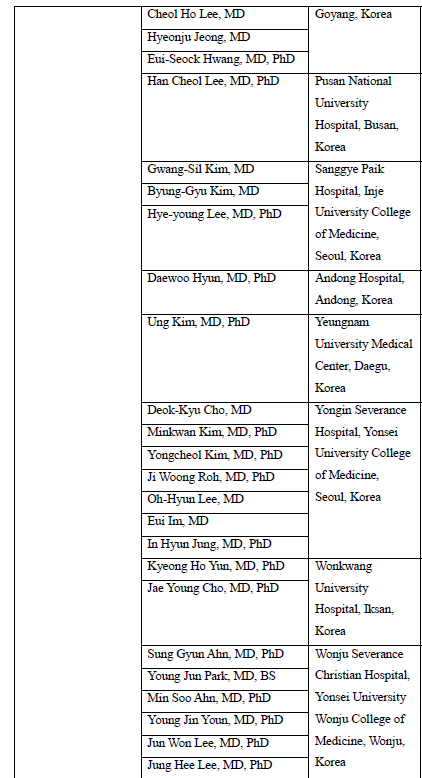 Cheol Ho Lee, MD
Goyang, Korea
Hyeonju Jeong, MD
Eui-Seock Hwang, MD, PhD
Han Cheol Lee, MD, PhD
Pusan National
University
Hospital, Busan,
Korea
Gwang-Sil Kim, MD
Byung-Gyu Kim, MD
Hye-young Lee, MD, PhD
Sanggye Paik
Hospital, Inje
University College
of Medicine,
Seoul, Korea
Daewoo Hyun, MD, PhD
Andong Hospital,
Andong, Korea
Ung Kim, MD, PhD
Yeungnam
University Medical
Center, Daegu,
Korea
Deok-Kyu Cho, MD
Minkwan Kim, MD, PhD
Yongcheol Kim, MD, PhD
Ji Woong Roh, MD, PhD
Oh-Hyun Lee, MD
Eui Im, MD
In Hyun Jung, MD, PhD
Yongin Severance
Hospital, Yonsei
University College
of Medicine,
Seoul, Korea
Kyeong Ho Yun, MD, PhD
Jae Young Cho, MD, PhD
Wonkwang
University
Hospital, Iksan,
Korea
Sung Gyun Ahn, MD, PhD
Young Jun Park, MD, BS
Min Soo Ahn, MD, PhD
Young Jin Youn, MD, PhD
Jun Won Lee, MD, PhD
Jung Hee Lee, MD, PhD
Wonju Severance
Christian Hospital,
Yonsei University
Wonju College of
Medicine, Wonju,
Korea